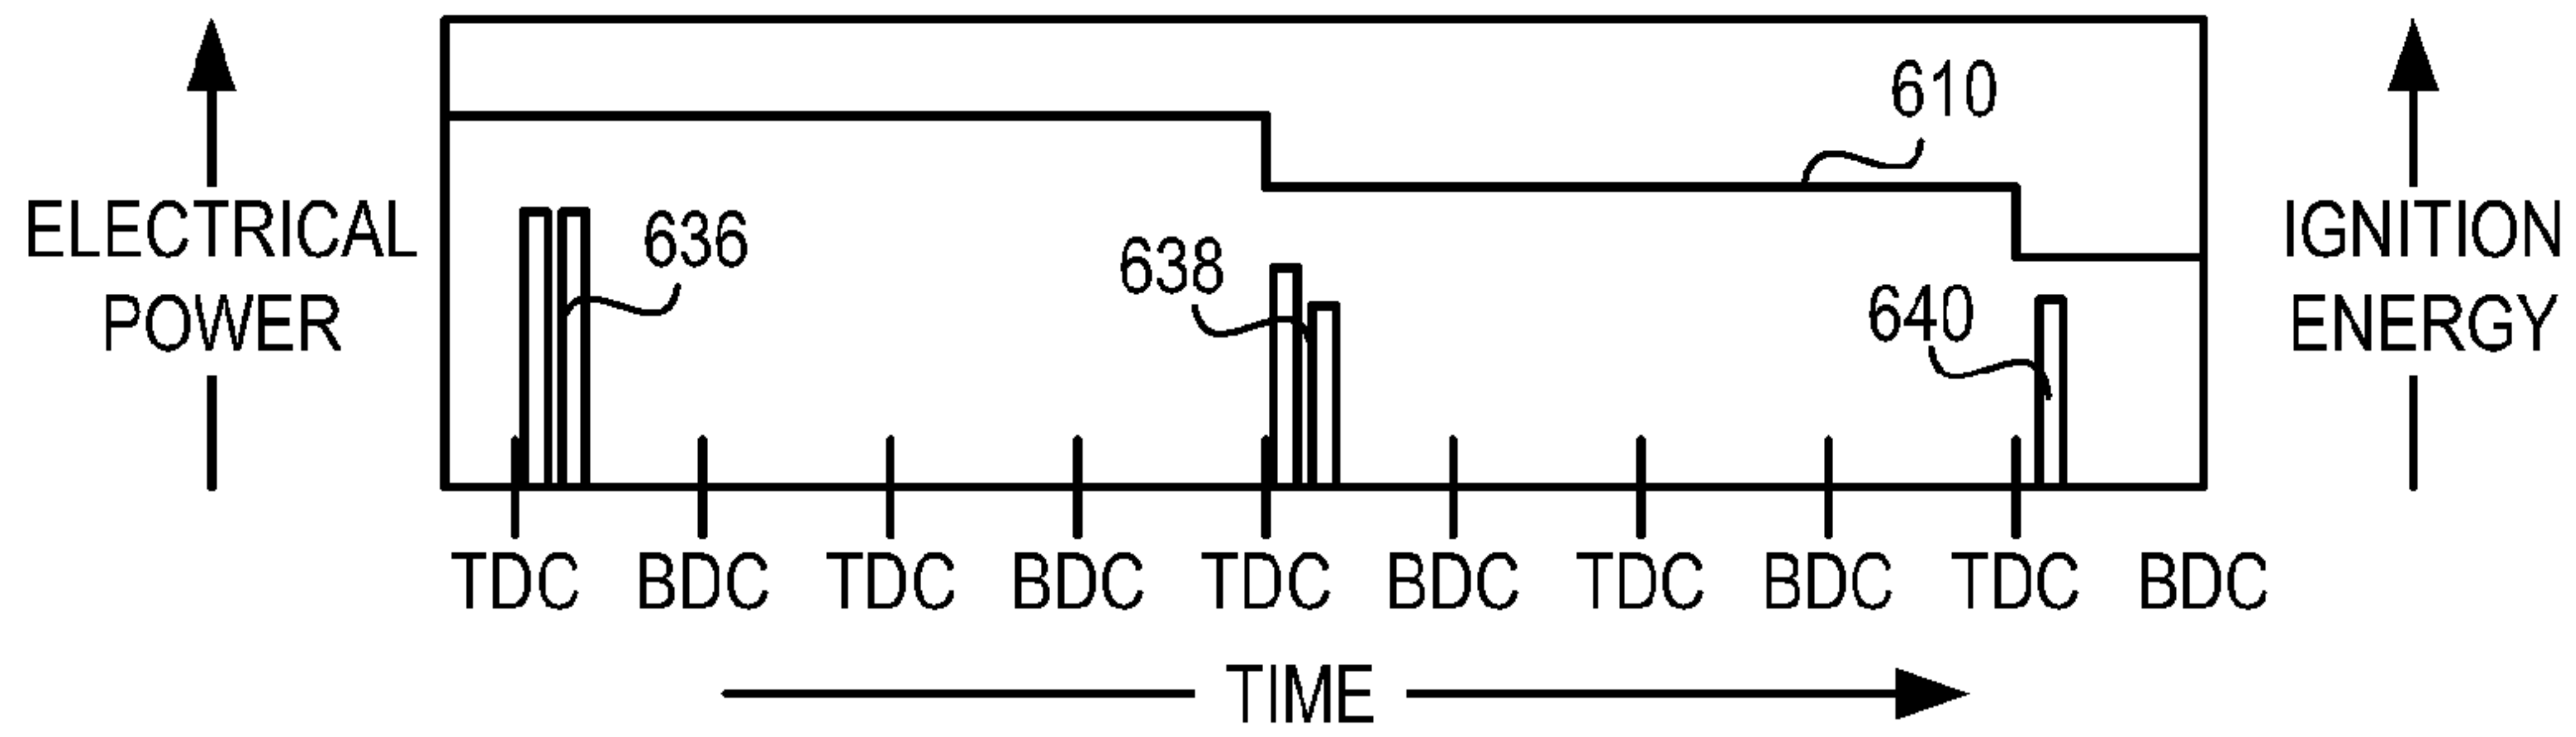 610
ELECTRICAL
POWER
636
638
640
IGNITION
ENERGY
TDC BDC TDC BDC TDC BDC TDC BDC TDC BDC
TIME